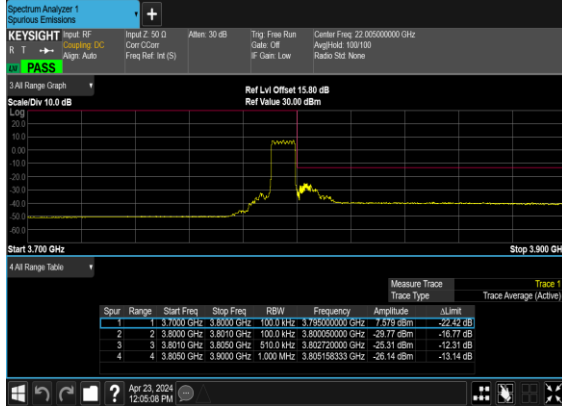 Spectrum Analyzer 1
Spurious Emissions
+
KEYSIGHT Input: RF Input Z: 50 Ω Atten: 30 dB Trig: Free Run Center Freq: 22.005000000 GHz
R T Coupling: DC Corr CCorr Gate: Off Avg|Hold: 100/100
Align: Auto Freq Ref: Int (S) IF Gain: Low Radio Std: None
PASS
3 All Range Graph
Ref Lvl Offset 15.80 dB
Scale/Div 10.0 dB Ref Value 30.00 dBm
Log
20.0
10.0
0.00
-10.0
-20.0
-30.0
-40.0
-50.0
-60.0
Start 3.700 GHz Stop 3.900 GH
4 All Range Table
Measure Trace Trace 1
Trace Type Trace Average (Active)
Spur Range Start Freq Stop Freq RBW Frequency Amplitude ΔLimit
1 1 3.7000 GHz 3.8000 GHz 100.0 kHz 3.795000000 GHz 7.579 dBm -22.42 dB
2 2 3.8000 GHz 3.8010 GHz 100.0 kHz 3.800050000 GHz -29.77 dBm -16.77 dB
3 3 3.8010 GHz 3.8050 GHz 510.0 kHz 3.802720000 GHz -25.31 dBm -12.31 dB
4 4 3.8050 GHz 3.9000 GHz 1.000 MHz 3.805158333 GHz -26.14 dBm -13.14 dB
? Apr 23, 2024
12:05:08 PM